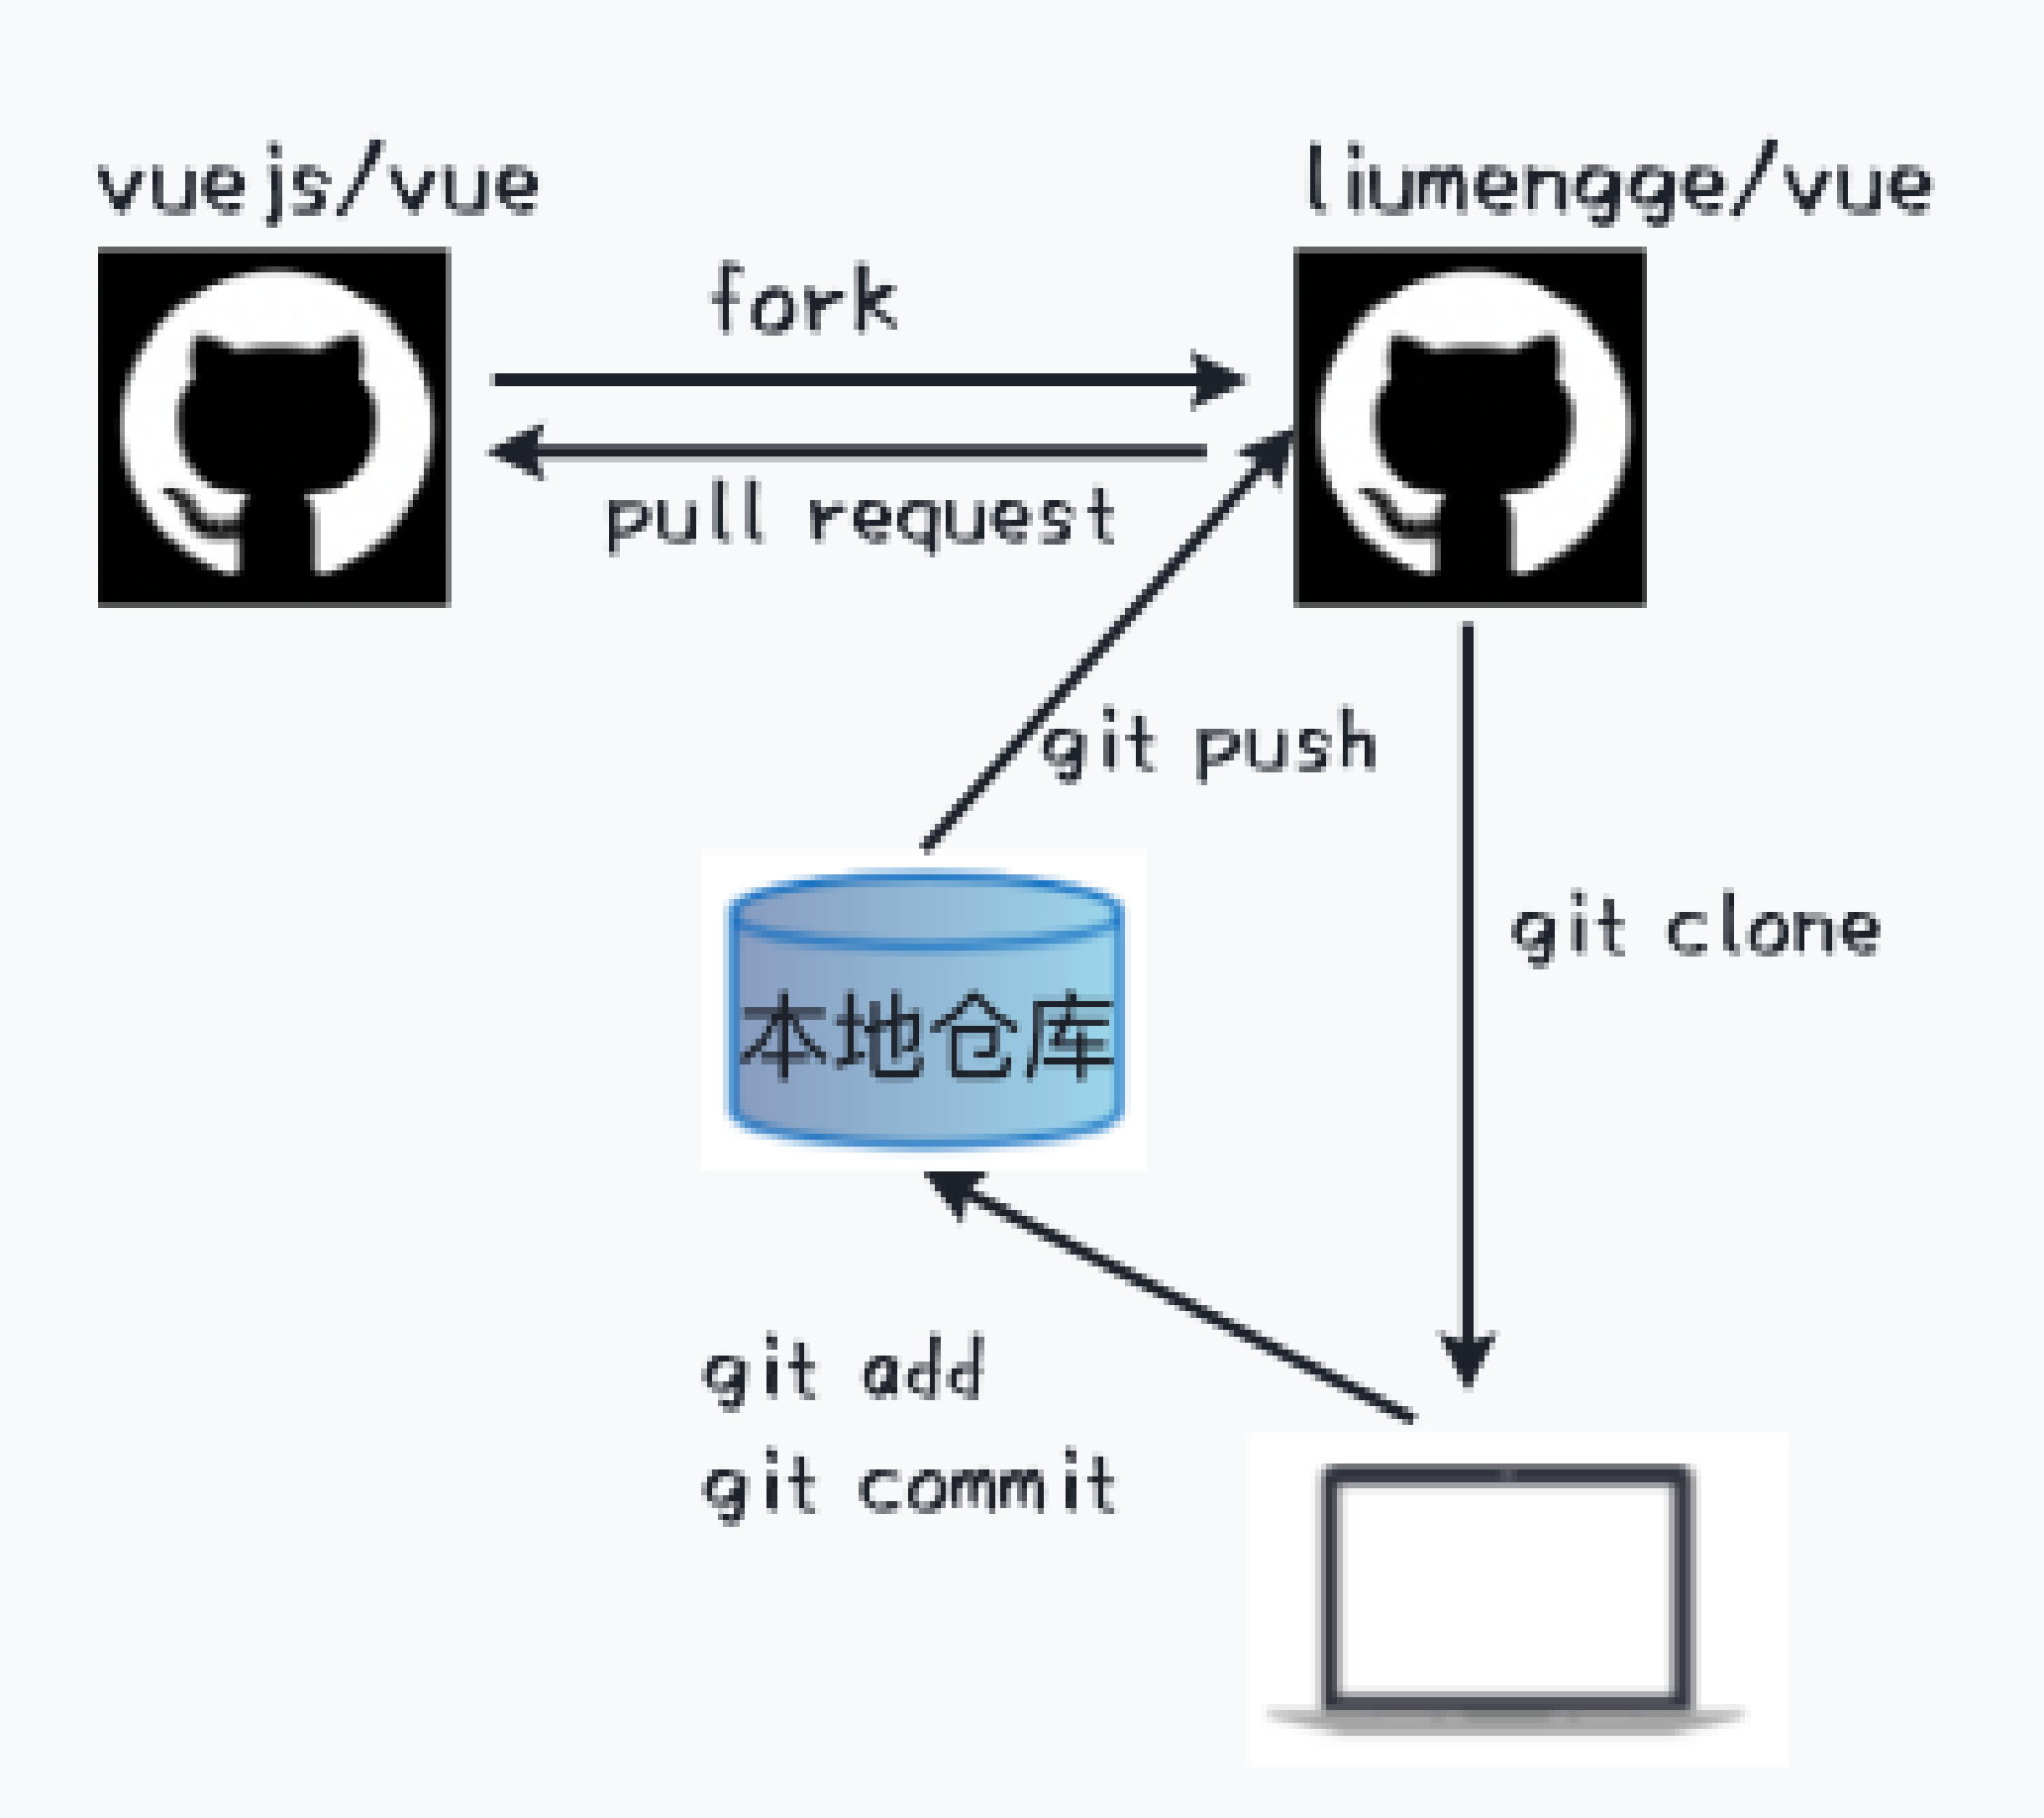 vuejs/vue
liumengge/vue
fork
pull request
git push
git clone
本地仓库
git add
git commit